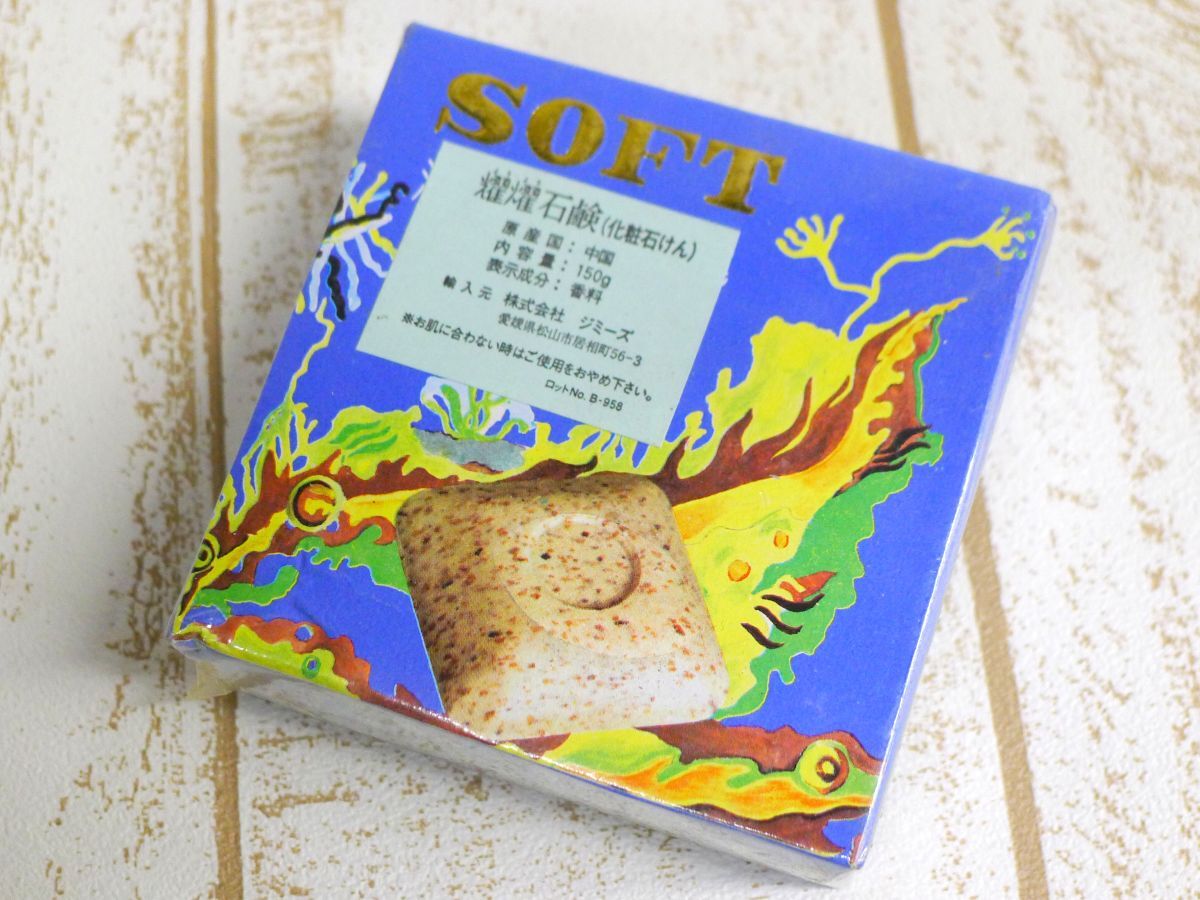 SOFT
燿燿石鹸(化粧石けん)
原産国：中国
内容量：150g
表示成分：香料
輸入元 株式会社 ジミーズ
愛媛県松山市居相町56-3
※お肌に合わない時はご使用をおやめ下さい。
ロットNo. B-958